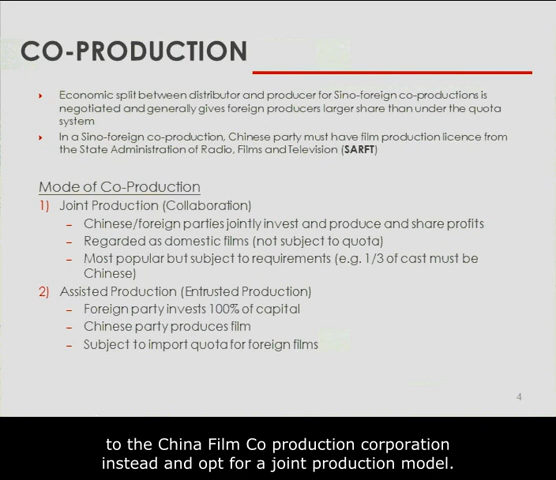 CO-PRODUCTION
Economic split between distributor and producer for Sino-foreign co-productions is
negotiated and generally gives foreign producers larger share than under the quota
system
In a Sino-foreign co-production, Chinese party must have film production licence from
the State Administration of Radio, Films and Television (SARFT)
Mode of Co-Production
1) Joint Production (Collaboration)
– Chinese/foreign parties jointly invest and produce and share profits
– Regarded as domestic films (not subject to quota)
– Most popular but subject to requirements (e.g. 1/3 of cast must be
Chinese)
2) Assisted Production (Entrusted Production)
– Foreign party invests 100% of capital
– Chinese party produces film
– Subject to import quota for foreign films
4
to the China Film Co production corporation
instead and opt for a joint production model.